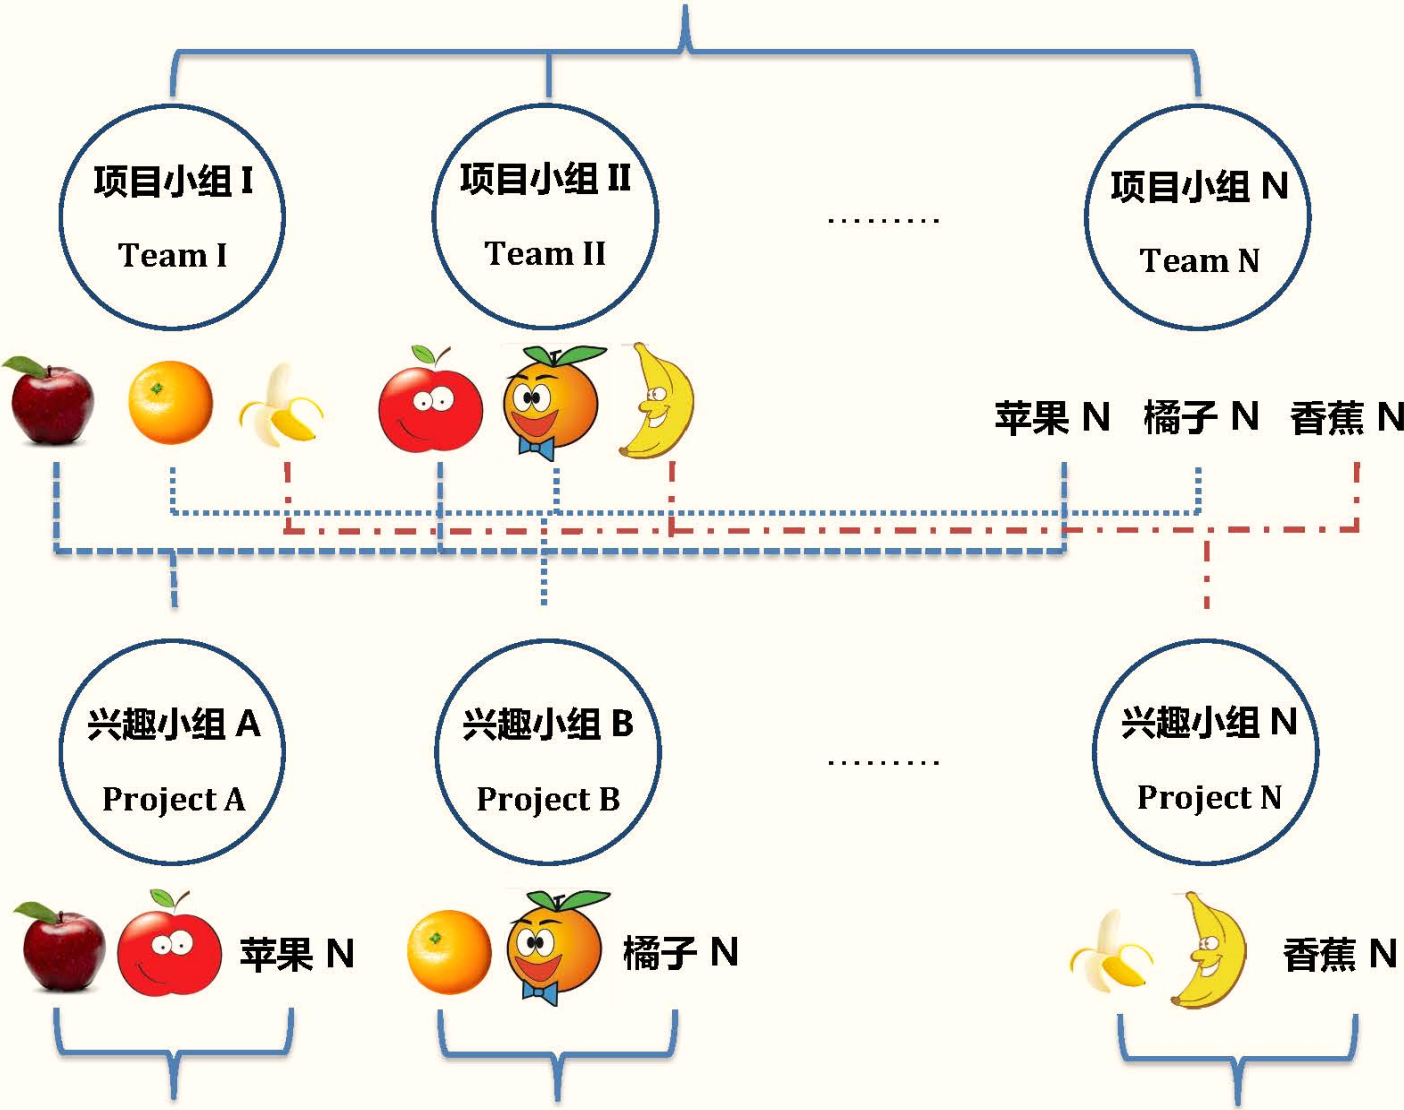 项目小组 I
Team I
项目小组 II
Team II
.........
项目小组 N
Team N
苹果 N 橘子 N 香蕉 N
兴趣小组 A
Project A
兴趣小组 B
Project B
.........
兴趣小组 N
Project N
苹果 N
橘子 N
香蕉 N